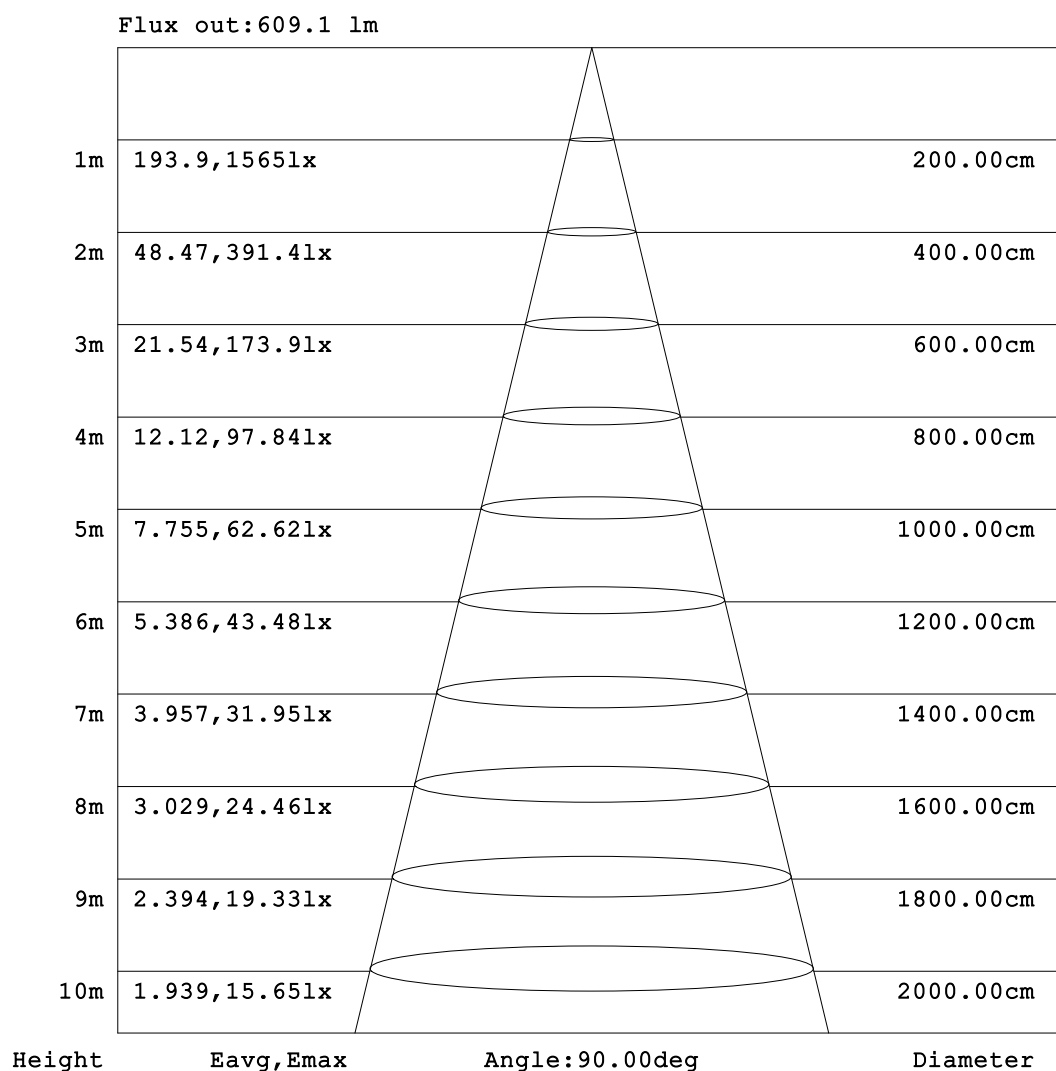 Flux out:609.1 lm
1m 193.9,1565lx 200.00cm
2m 48.47,391.4lx 400.00cm
3m 21.54,173.9lx 600.00cm
4m 12.12,97.84lx 800.00cm
5m 7.755,62.62lx 1000.00cm
6m 5.386,43.48lx 1200.00cm
7m 3.957,31.95lx 1400.00cm
8m 3.029,24.46lx 1600.00cm
9m 2.394,19.33lx 1800.00cm
10m 1.939,15.65lx 2000.00cm
Height Eavg,Emax Angle:90.00deg Diameter